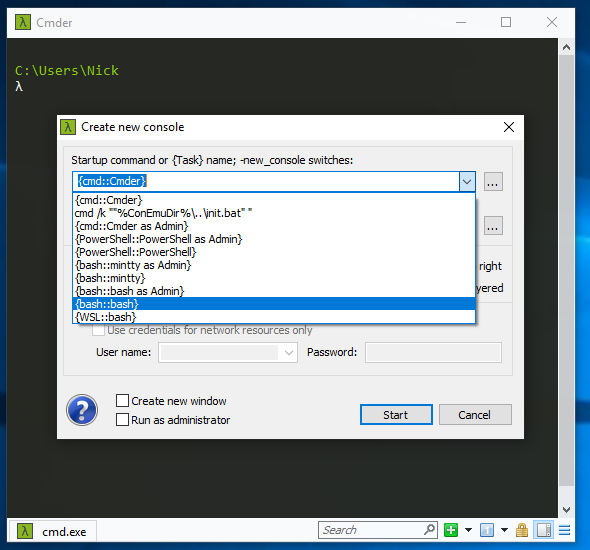 λ Cmder
C:\Users\Nick
λ
λ Create new console
Startup command or {Task} name; -new_console switches:
{cmd::Cmder}
...
{cmd::Cmder}
cmd /k ""%ConEmuDir%\..\init.bat" "
{cmd::Cmder as Admin}
...
{PowerShell::PowerShell as Admin}
{PowerShell::PowerShell}
{bash::mintty as Admin}
right
{bash::mintty}
{bash::bash as Admin}
yered
{bash::bash}
{WSL::bash}
Use credentials for network resources only
User name: Password:
? Create new window
Run as administrator
Start Cancel
λ cmd.exe Search 1